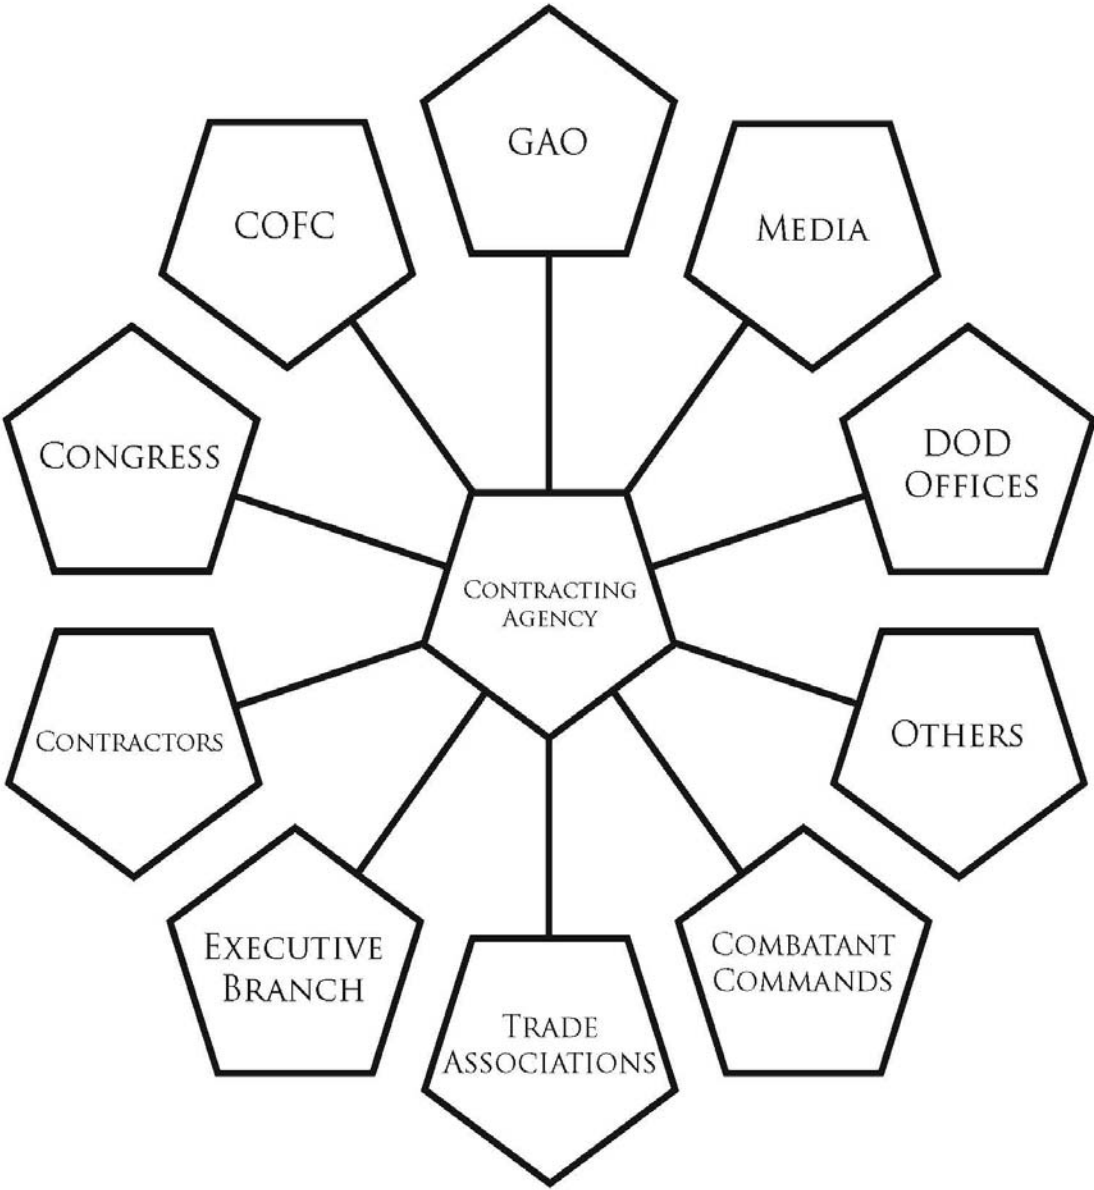 GAO
COFC
MEDIA
CONGRESS
DOD
OFFICES
CONTRACTING
AGENCY
CONTRACTORS
OTHERS
EXECUTIVE
BRANCH
COMBATANT
COMMANDS
TRADE
ASSOCIATIONS